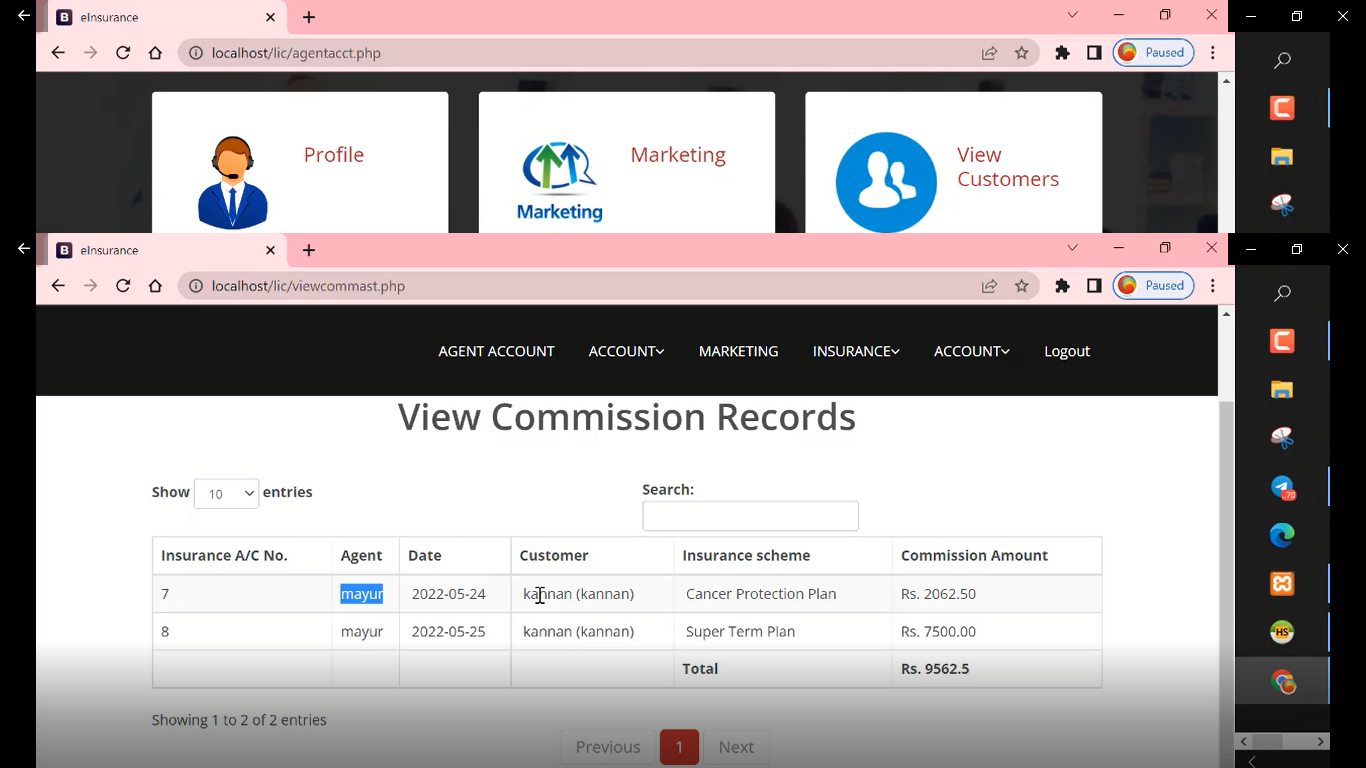 eInsurance
localhost/lic/agentacct.php
Paused
Profile
Marketing
View
Customers
Marketing
eInsurance
localhost/lic/viewcommast.php
Paused
AGENT ACCOUNT ACCOUNT MARKETING INSURANCE ACCOUNT Logout
View Commission Records
Show 10 entries
Search:
Insurance A/C No. Agent Date Customer Insurance scheme Commission Amount
7 mayur 2022-05-24 kannan (kannan) Cancer Protection Plan Rs. 2062.50
8 mayur 2022-05-25 kannan (kannan) Super Term Plan Rs. 7500.00
Total Rs. 9562.5
Showing 1 to 2 of 2 entries
Previous 1 Next
B
B
70
HS